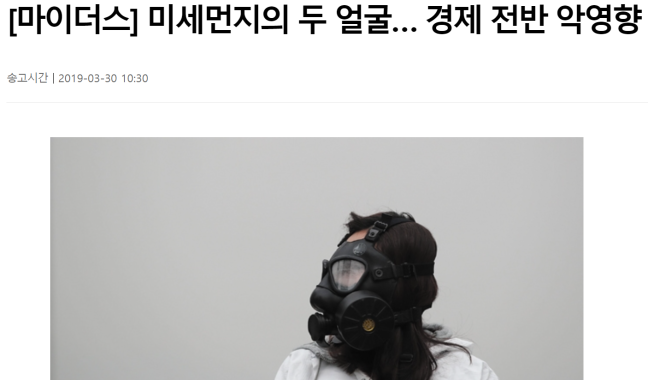 [마이더스] 미세먼지의 두 얼굴… 경제 전반 악영향
송고시간 | 2019-03-30 10:30